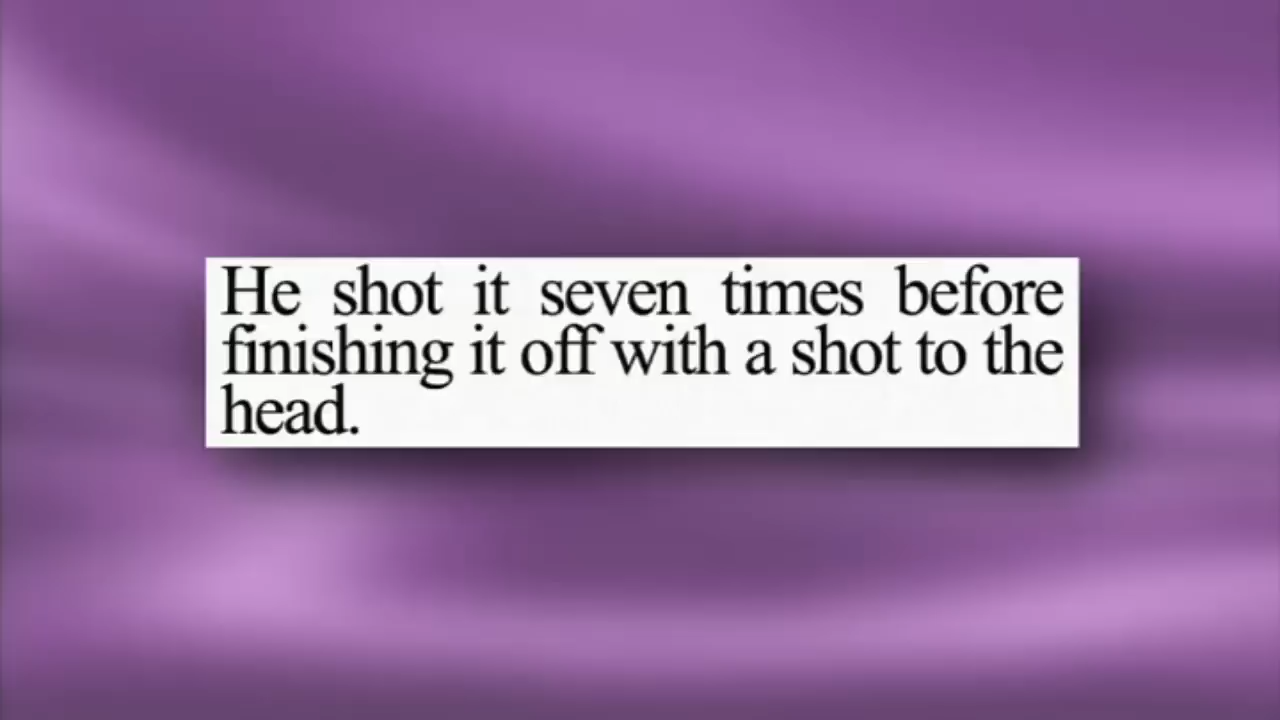 He shot it seven times before
finishing it off with a shot to the
head.